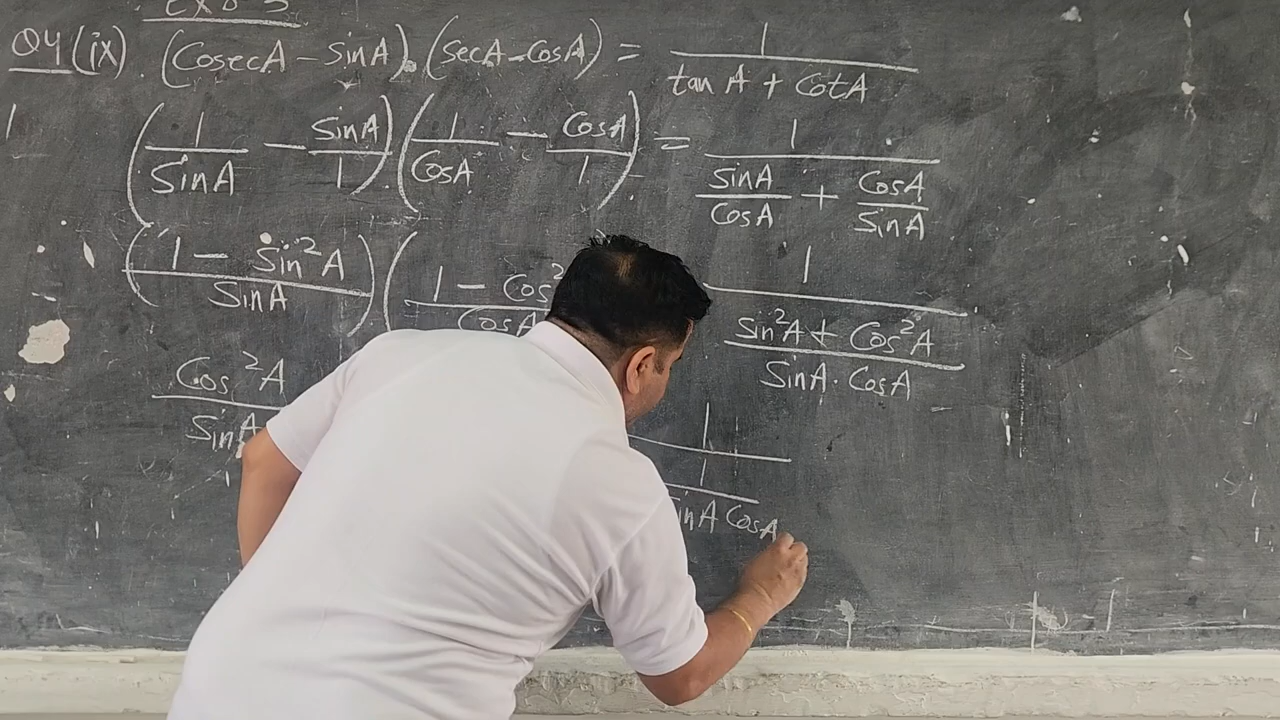 Ex 8.3
Q4 (ix). (CosecA - SinA).(SecA - CosA) = 1/(tan A + CotA)
(1/SinA - SinA/1).(1/CosA - CosA/1) = 1/(SinA/CosA + CosA/SinA)
((1 - Sin²A)/SinA)(1 - Cos²/CosA 1/((Sin²A + Cos²A)/(SinA. CosA))
Cos²A/SinA 1/(1/(SinA CosA))